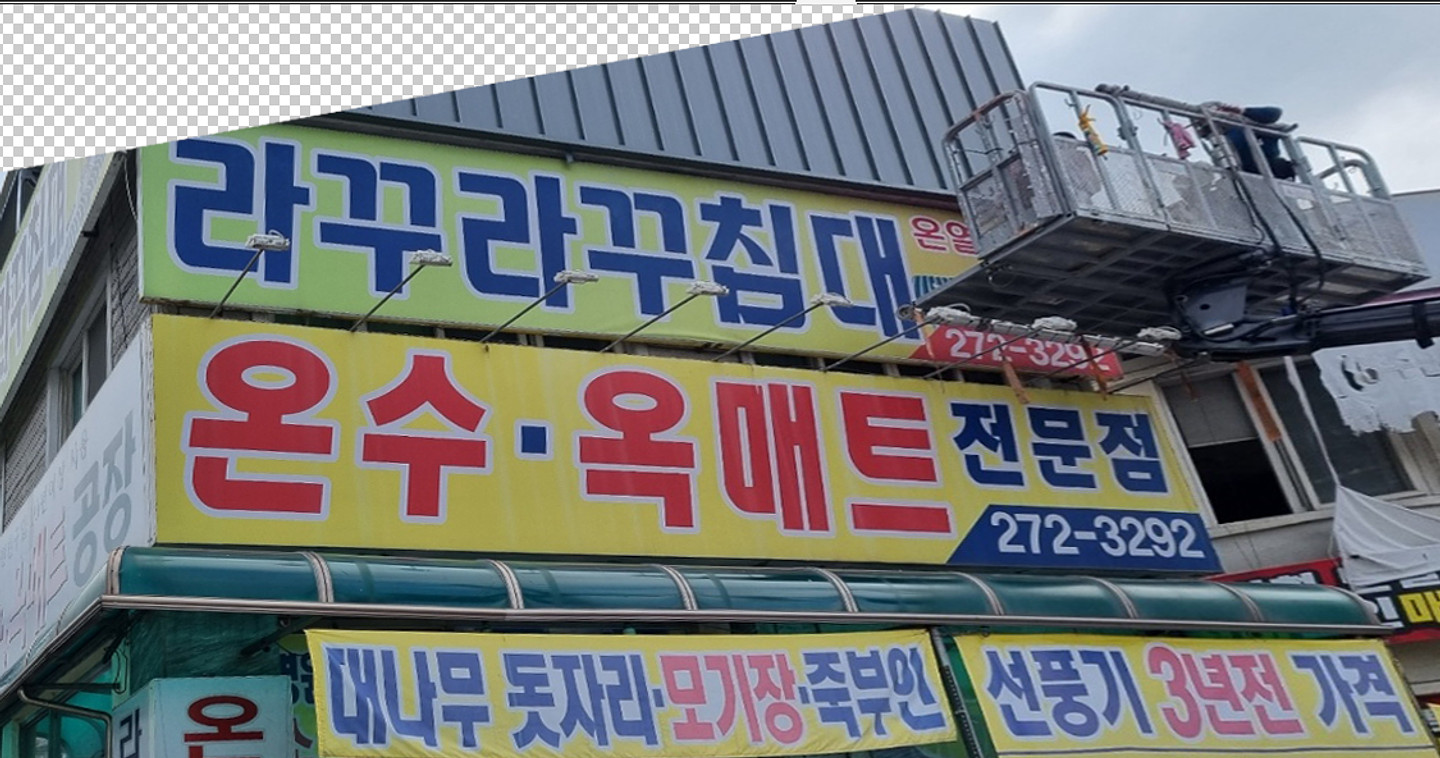 라꾸라꾸침대
272-3292
온수·옥매트 전문점
272-3292
공장
대나무 돗자리·모기장·죽부인
선풍기 3년전 가격
온
라